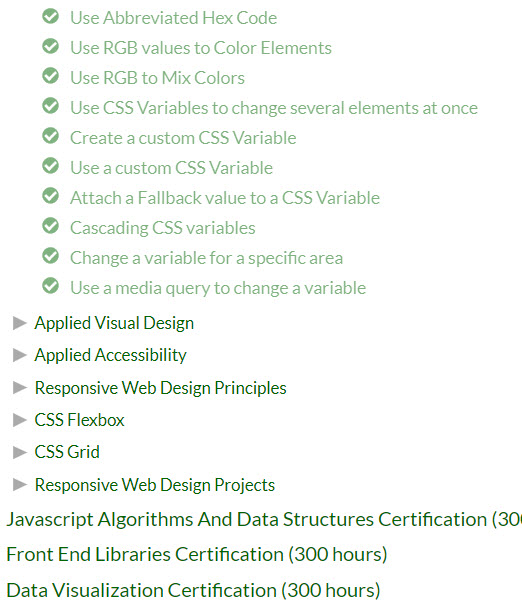 Use Abbreviated Hex Code
Use RGB values to Color Elements
Use RGB to Mix Colors
Use CSS Variables to change several elements at once
Create a custom CSS Variable
Use a custom CSS Variable
Attach a Fallback value to a CSS Variable
Cascading CSS variables
Change a variable for a specific area
Use a media query to change a variable
Applied Visual Design
Applied Accessibility
Responsive Web Design Principles
CSS Flexbox
CSS Grid
Responsive Web Design Projects
Javascript Algorithms And Data Structures Certification (300
Front End Libraries Certification (300 hours)
Data Visualization Certification (300 hours)